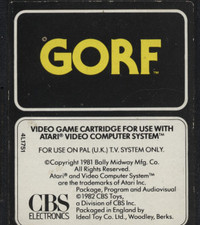 GORF™
VIDEO GAME CARTRIDGE FOR USE WITH
ATARI® VIDEO COMPUTER SYSTEM™
FOR USE ON PAL (U.K.) T.V. SYSTEM ONLY.
©Copyright 1981 Bally Midway Mfg. Co.
All Rights Reserved.
Atari® and Video Computer System™
are the trademarks of Atari Inc.
Package, Program and Audiovisual
©1982 CBS Toys,
a Division of CBS Inc.
Packaged in England by
Ideal Toy Co. Ltd., Woodley, Berks.
CBS
ELECTRONICS
4L1751